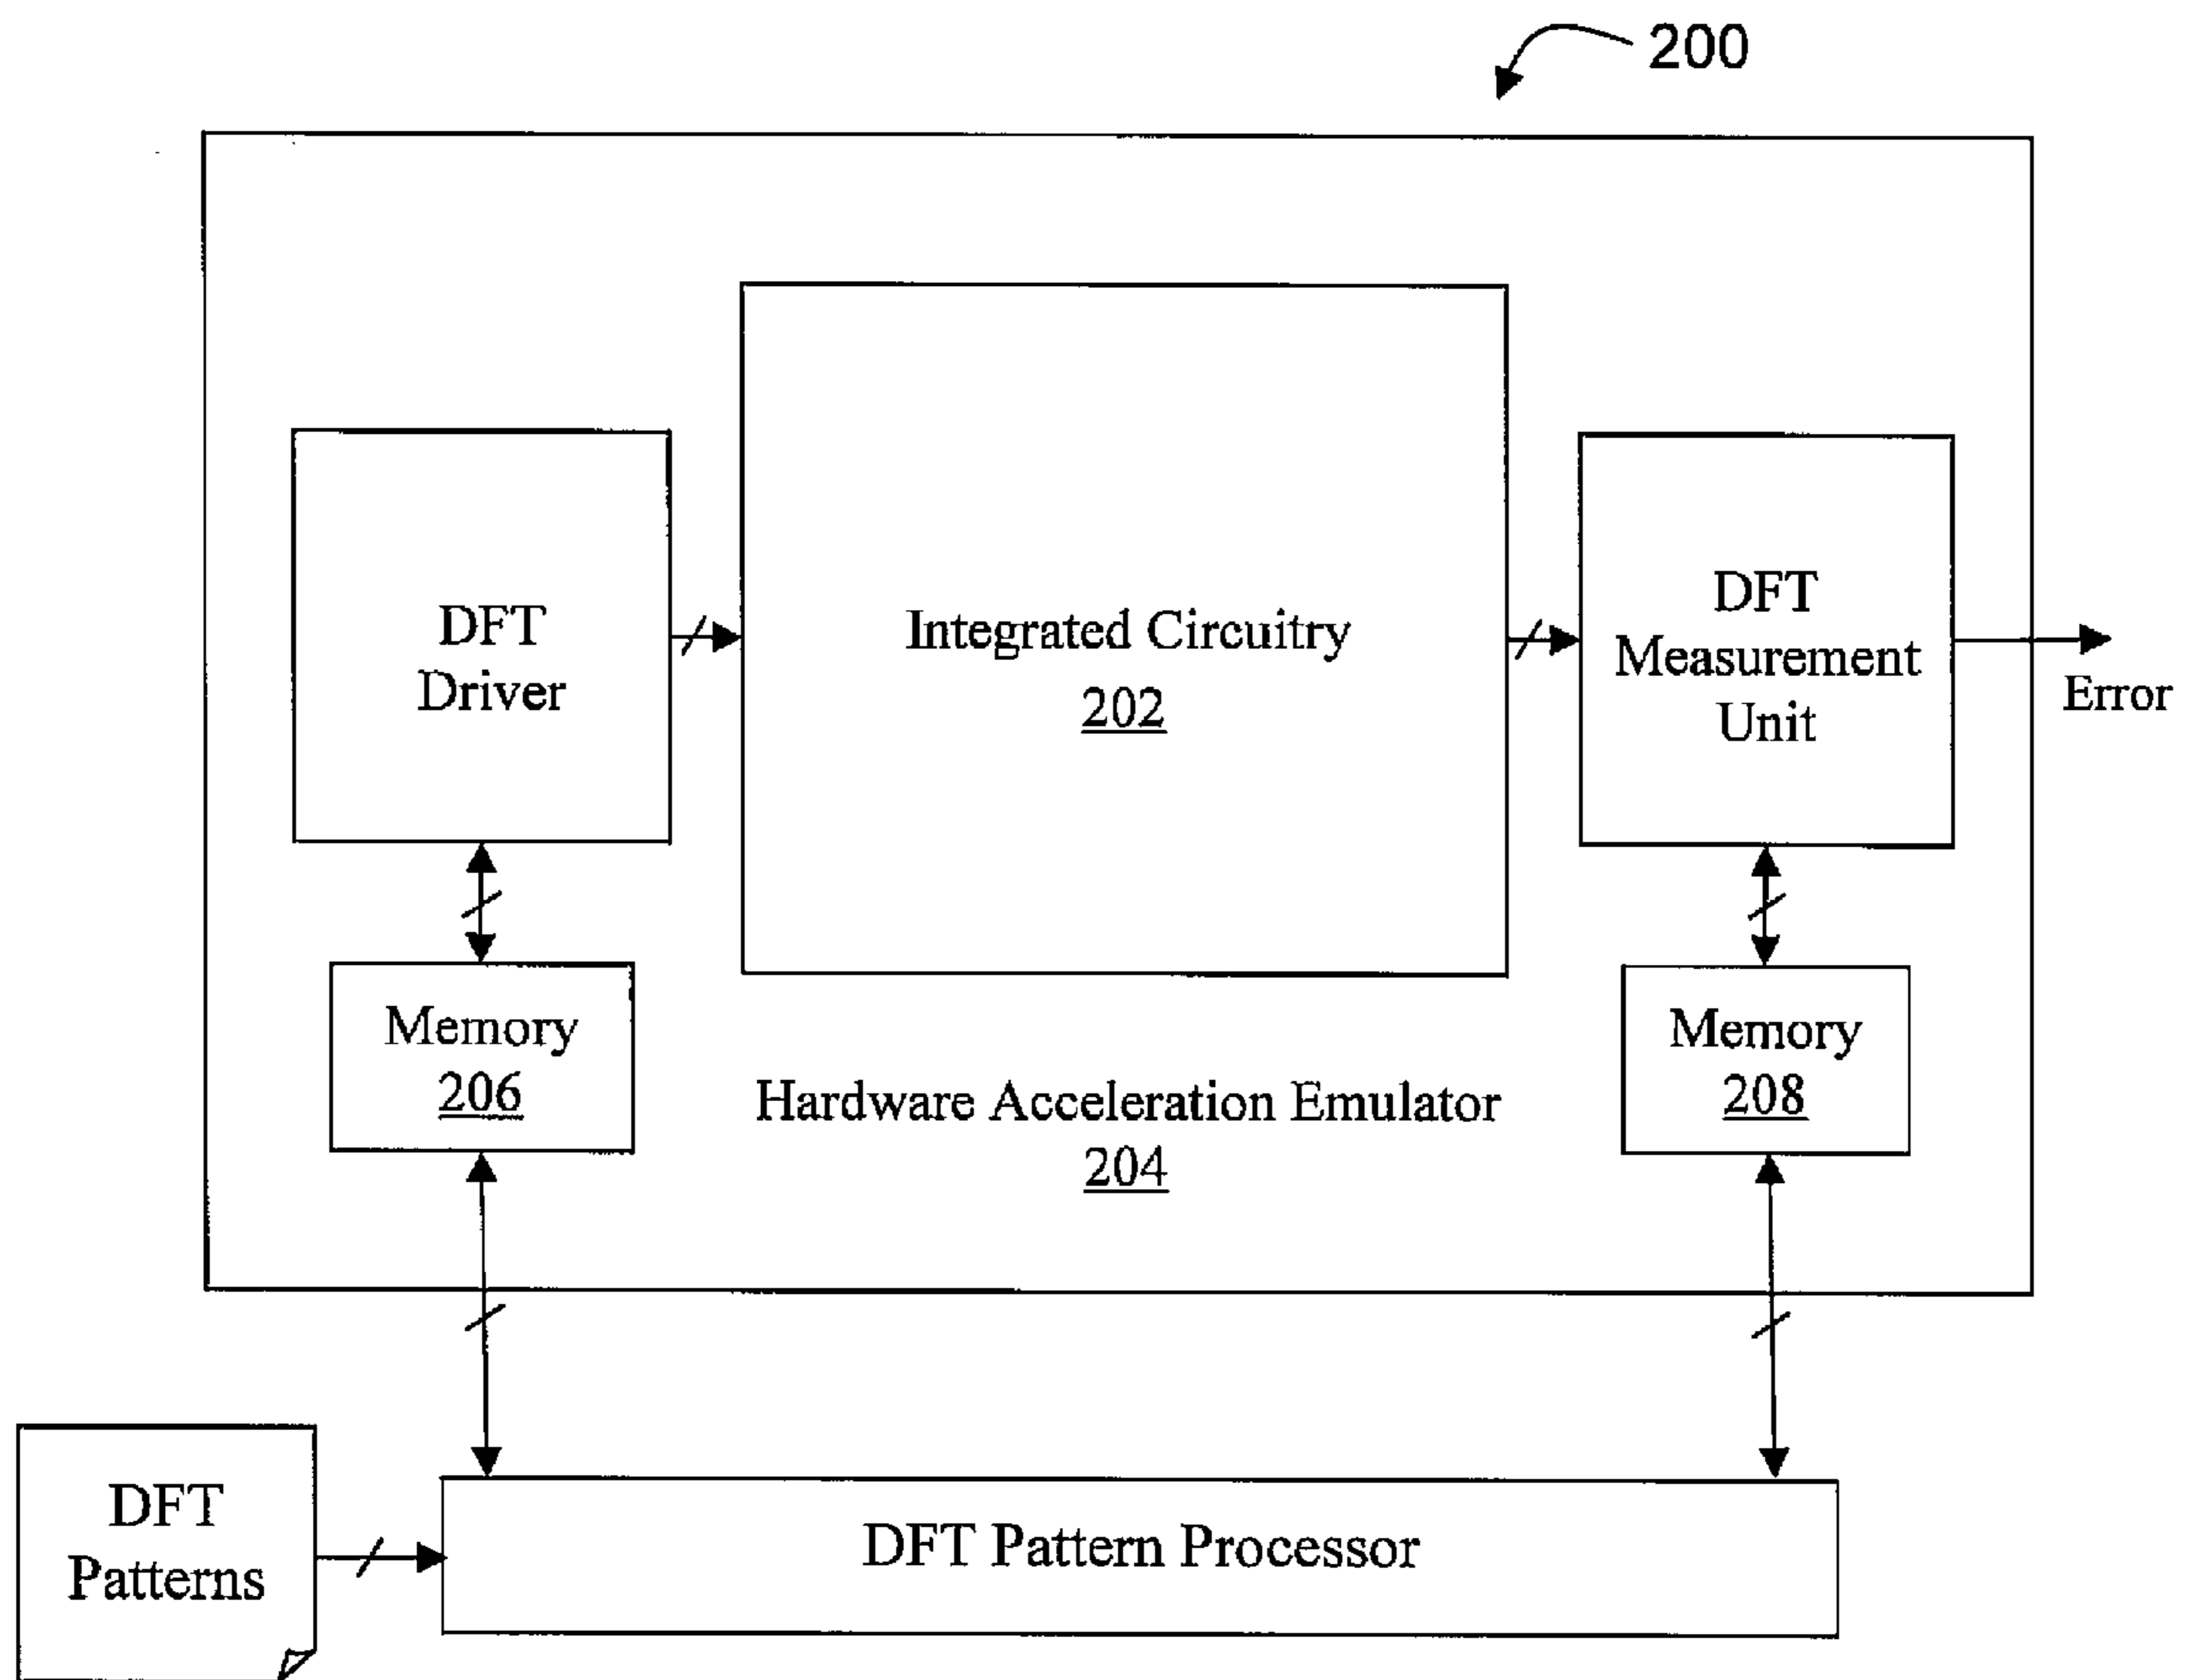 200
DFT
Driver
Integrated Circuitry
202
DFT
Measurement
Unit
Error
Memory
206
Memory
208
Hardware Acceleration Emulator
204
DFT
Patterns
DFT Pattern Processor